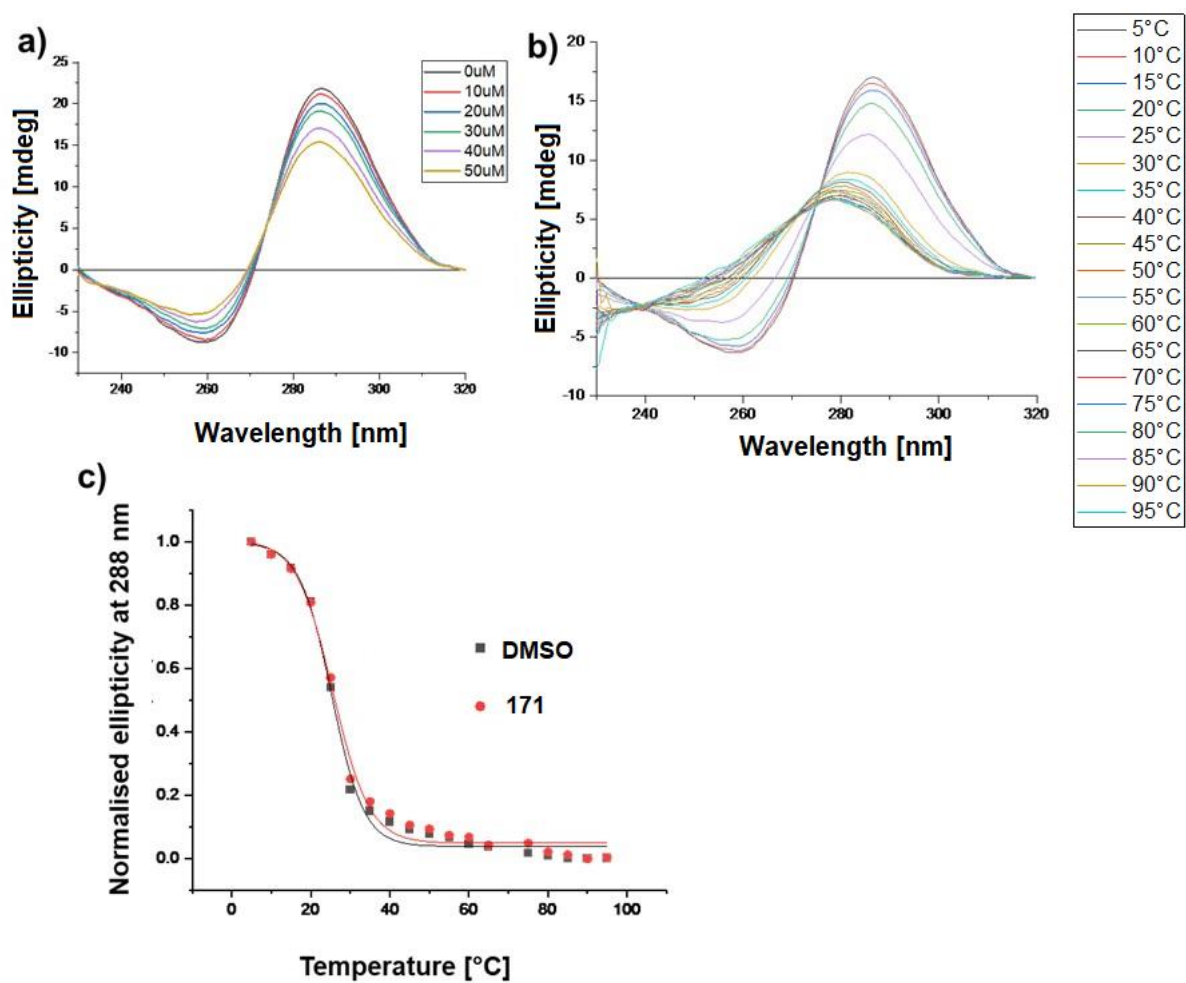 a)
Ellipticity [mdeg]
25
20
15
10
5
0
-5
-10
240
260
280
300
320
Wavelength [nm]
0uM
10uM
20uM
30uM
40uM
50uM
b)
Ellipticity [mdeg]
20
15
10
5
0
-5
-10
240
260
280
300
320
Wavelength [nm]
5°C
10°C
15°C
20°C
25°C
30°C
35°C
40°C
45°C
50°C
55°C
60°C
65°C
70°C
75°C
80°C
85°C
90°C
95°C
c)
Normalised ellipticity at 288 nm
1.0
0.8
0.6
0.4
0.2
0.0
0
20
40
60
80
100
Temperature [°C]
DMSO
171